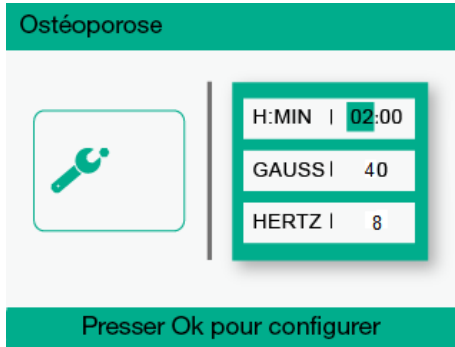 Ostéoporose
H:MIN | 02:00
GAUSS | 40
HERTZ | 8
Presser Ok pour configurer